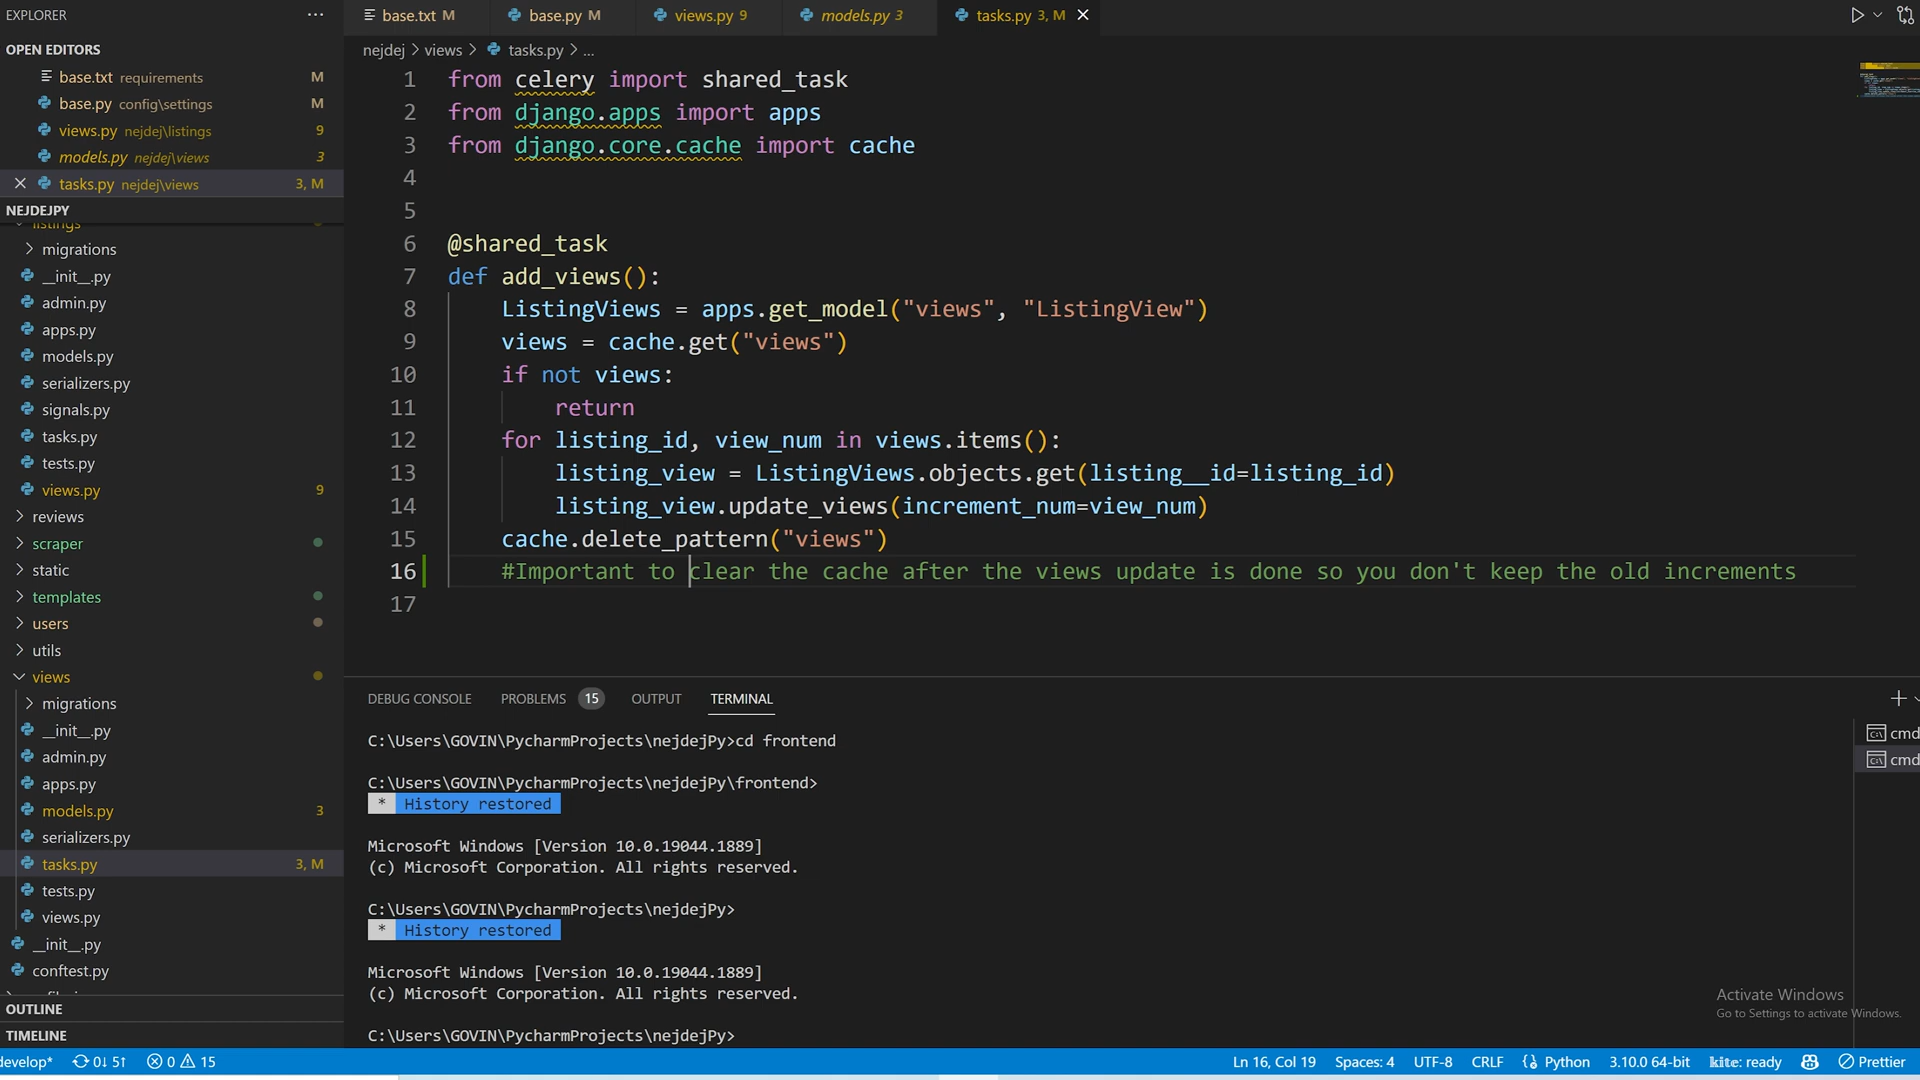 EXPLORER
···
OPEN EDITORS
base.txt requirements M
base.py config\settings M
views.py nejdej\listings 9
models.py nejdej\views 3
tasks.py nejdej\views 3, M
NEJDEJPY
listings
migrations
__init__.py
admin.py
apps.py
models.py
serializers.py
signals.py
tasks.py
tests.py
views.py 9
reviews
scraper
static
templates
users
utils
views
migrations
__init__.py
admin.py
apps.py
models.py 3
serializers.py
tasks.py 3, M
tests.py
views.py
__init__.py
conftest.py
OUTLINE
TIMELINE
base.txt M
base.py M
views.py 9
models.py 3
tasks.py 3, M
nejdej > views > tasks.py > ...
1 from celery import shared_task
2 from django.apps import apps
3 from django.core.cache import cache
4
5
6 @shared_task
7 def add_views():
8 ListingViews = apps.get_model("views", "ListingView")
9 views = cache.get("views")
10 if not views:
11 return
12 for listing_id, view_num in views.items():
13 listing_view = ListingViews.objects.get(listing__id=listing_id)
14 listing_view.update_views(increment_num=view_num)
15 cache.delete_pattern("views")
16 #Important to clear the cache after the views update is done so you don't keep the old increments
17
DEBUG CONSOLE PROBLEMS 15 OUTPUT TERMINAL
C:\Users\GOVIN\PycharmProjects\nejdejPy>cd frontend
C:\Users\GOVIN\PycharmProjects\nejdejPy\frontend>
* History restored
Microsoft Windows [Version 10.0.19044.1889]
(c) Microsoft Corporation. All rights reserved.
C:\Users\GOVIN\PycharmProjects\nejdejPy>
* History restored
Microsoft Windows [Version 10.0.19044.1889]
(c) Microsoft Corporation. All rights reserved.
C:\Users\GOVIN\PycharmProjects\nejdejPy>
cmd
cmd
Activate Windows
Go to Settings to activate Windows.
develop* 0↓ 5↑ 0 15
Ln 16, Col 19 Spaces: 4 UTF-8 CRLF Python 3.10.0 64-bit kite: ready Prettier